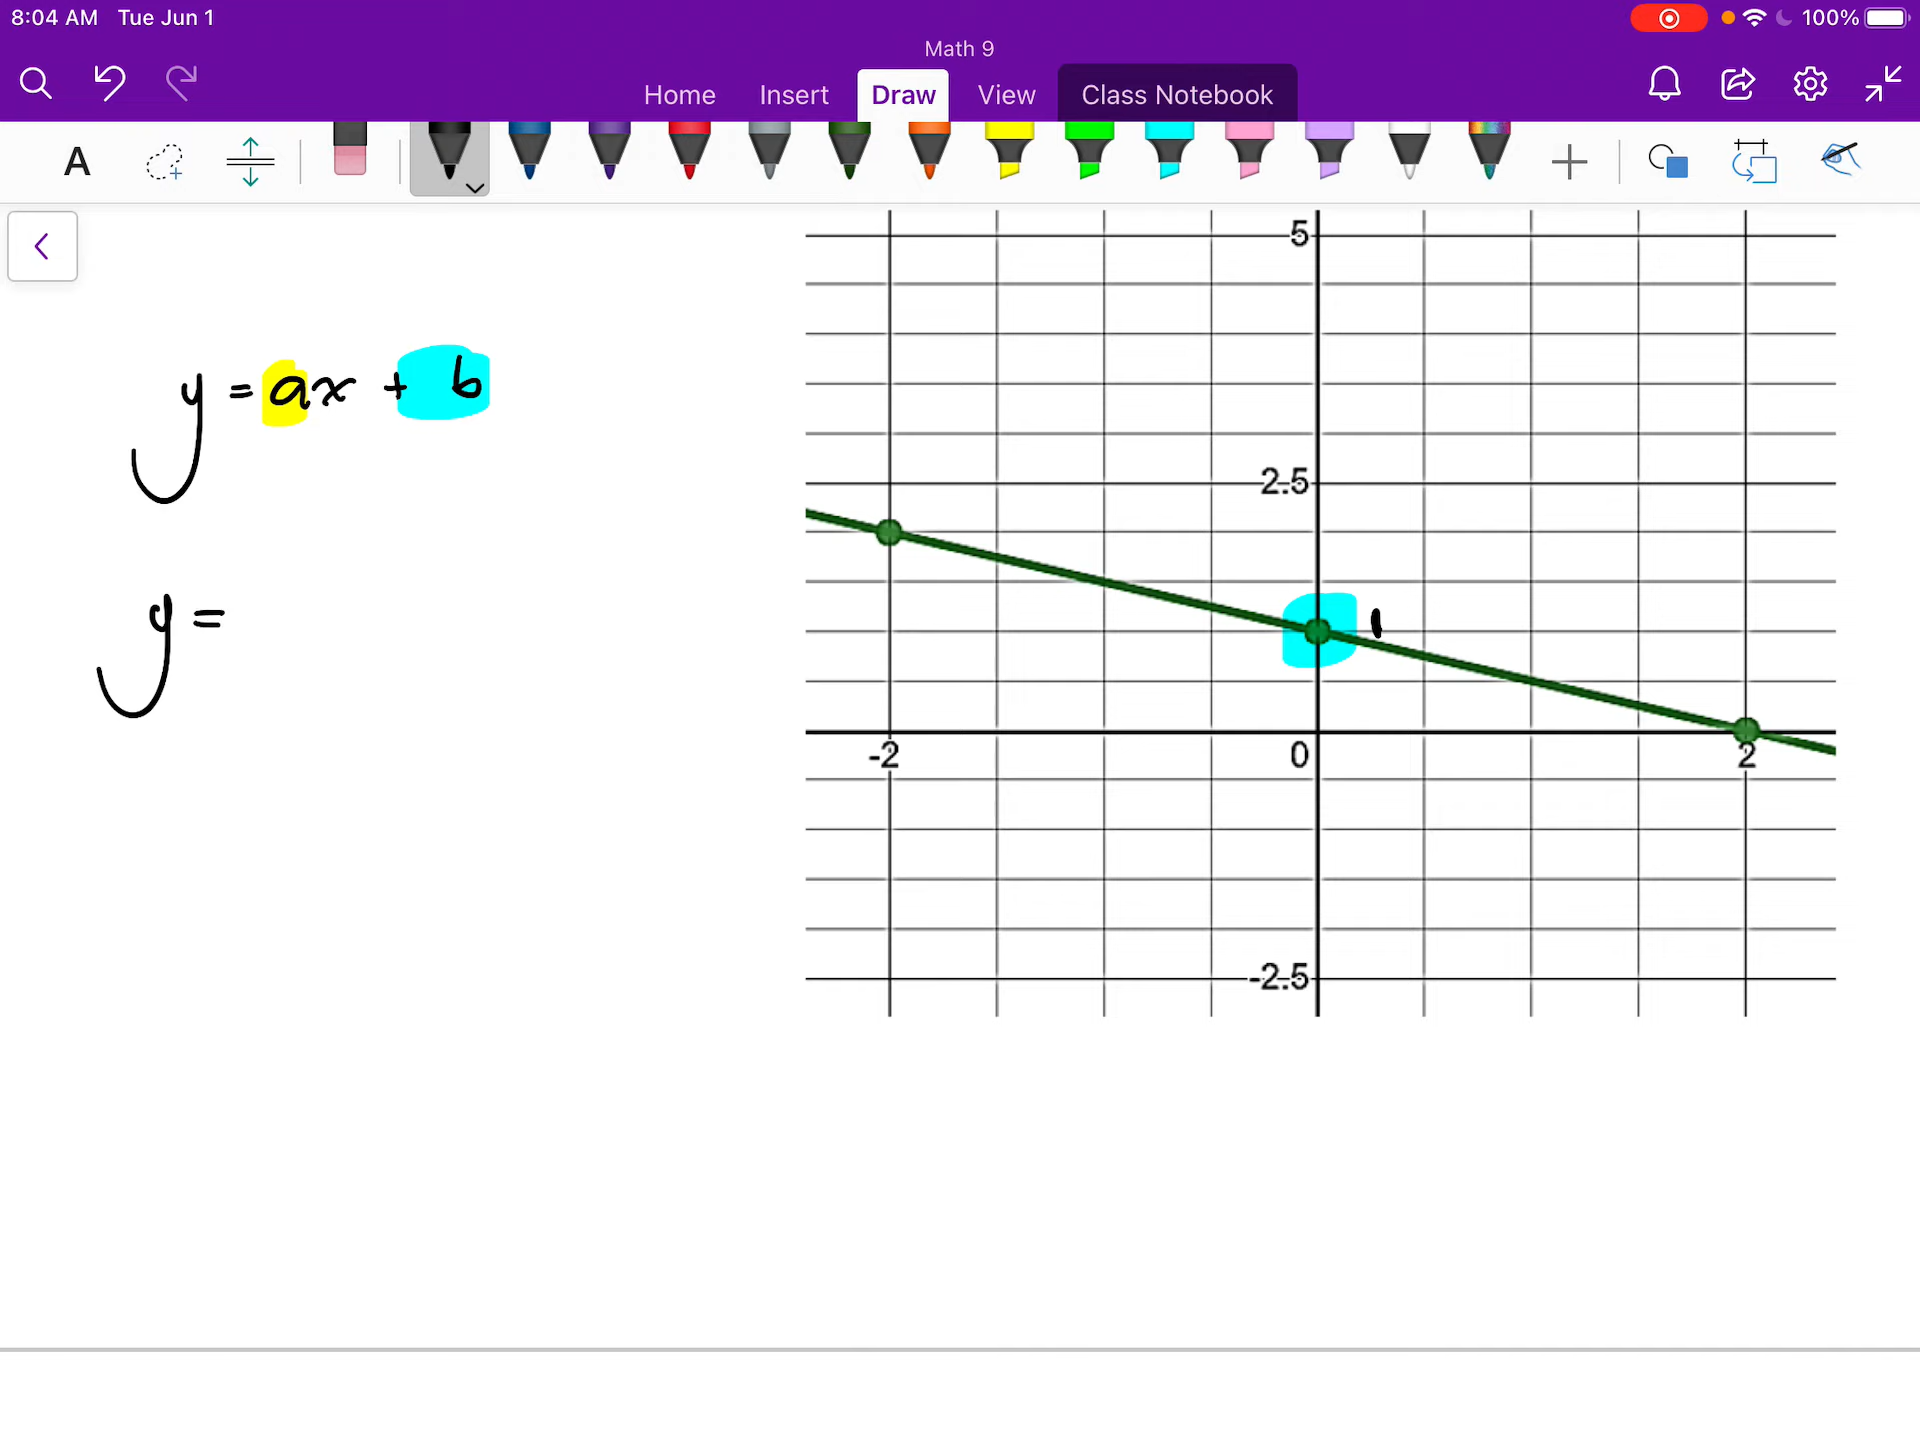 8:04 AM Tue Jun 1
100%
Math 9
Home Insert Draw View Class Notebook
A
5
y = ax + b
2.5
y =
1
-2 0 2
-2.5